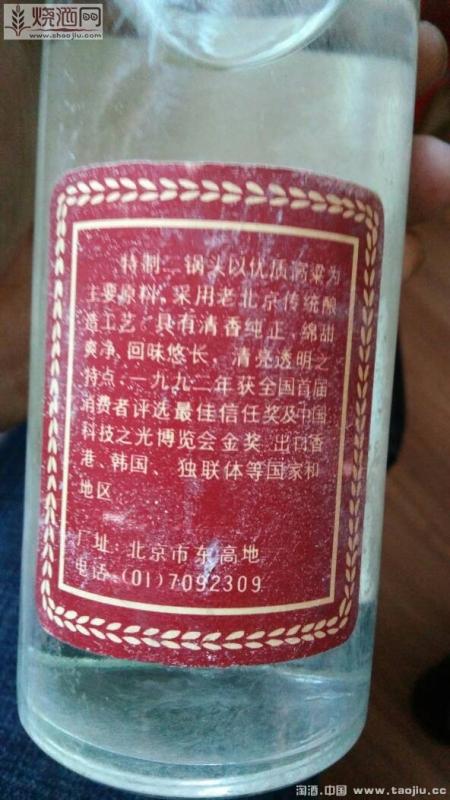 烧酒网
www.shaojiu.com
特制二锅头以优质高粱为
主要原料，采用老北京传统酿
造工艺。具有清香纯正，绵甜
爽净、回味悠长，清亮透明之
特点。一九九二年获全国首届
消费者评选最佳信任奖及中国
科技之光博览会金奖。出口香
港、韩国、独联体等国家和
地区
厂址：北京市东高地
电话：(01)7092309
淘酒.中国 www.taojiu.cc